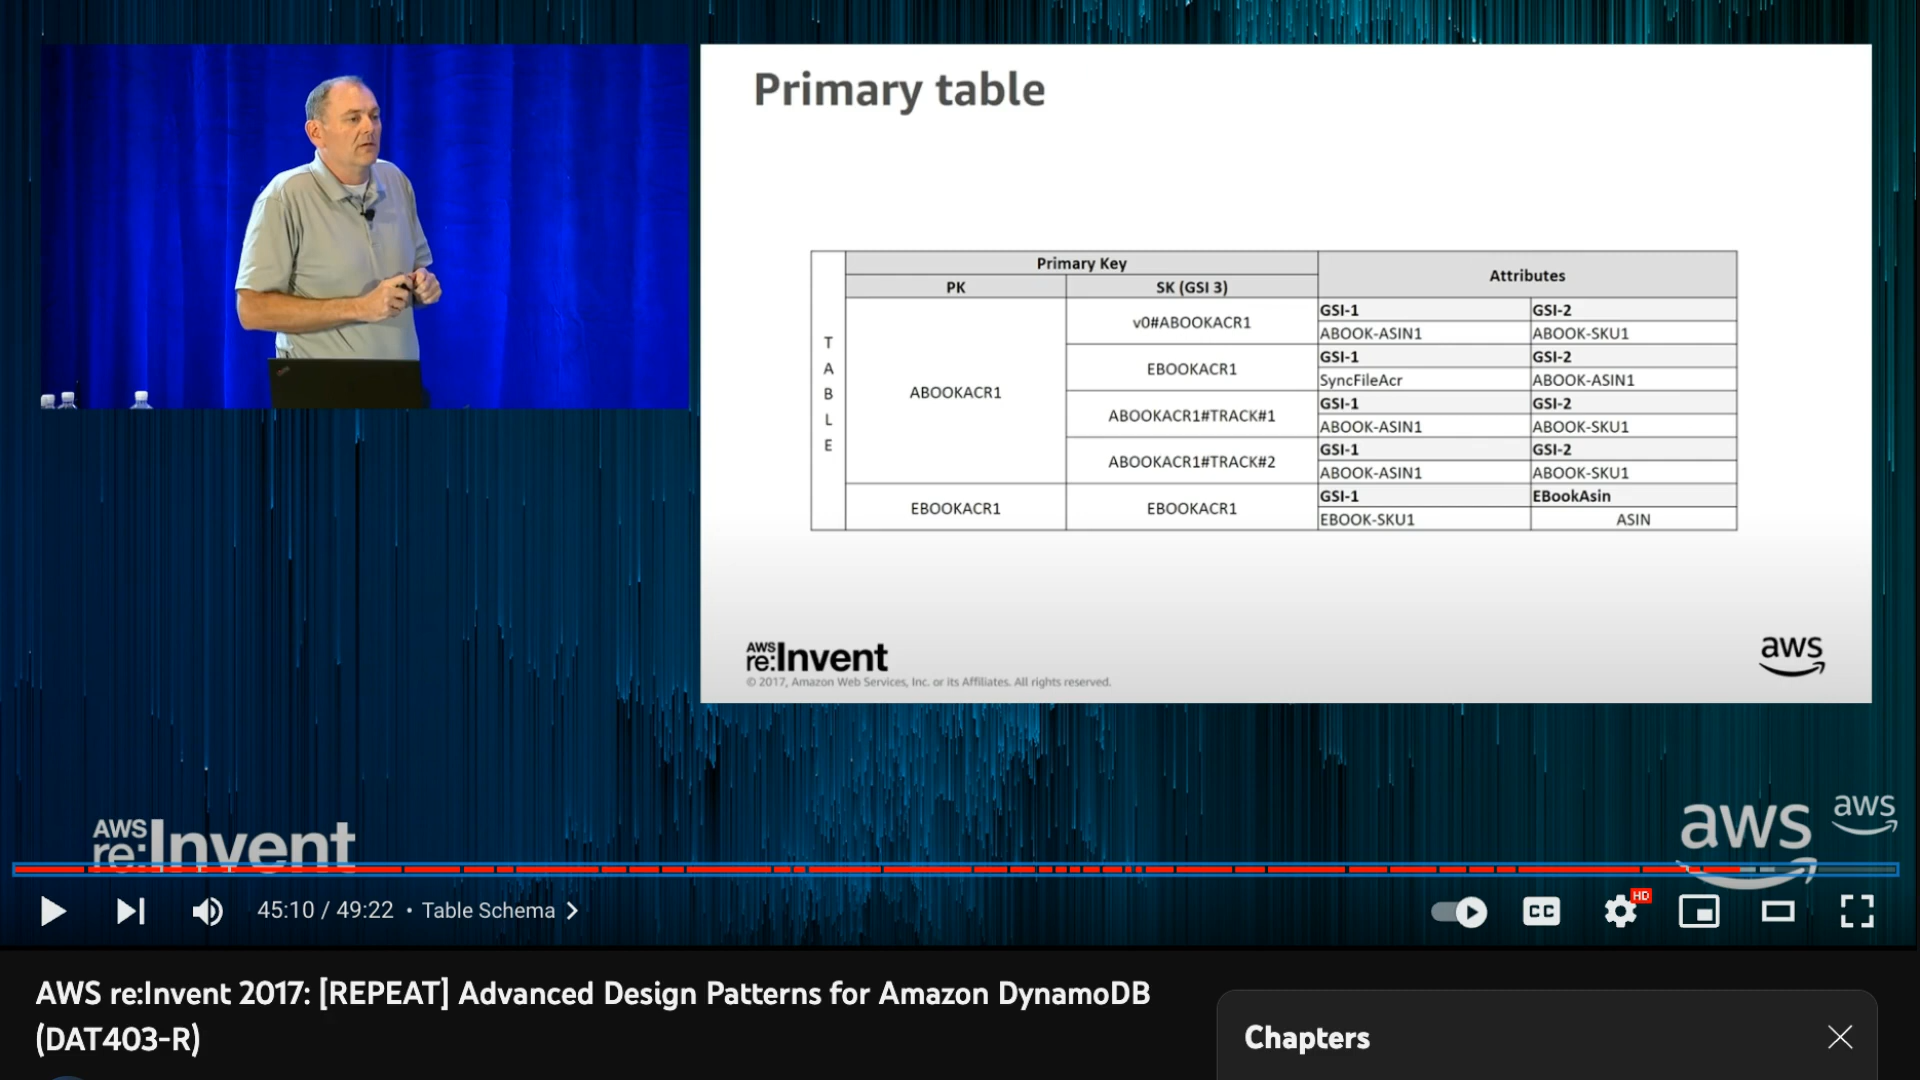 Primary table
Primary Key
Attributes
PK
SK (GSI 3)
T
A
B
L
E
ABOOKACR1
v0#ABOOKACR1
GSI-1
GSI-2
ABOOK-ASIN1
ABOOK-SKU1
EBOOKACR1
GSI-1
GSI-2
SyncFileAcr
ABOOK-ASIN1
ABOOKACR1#TRACK#1
GSI-1
GSI-2
ABOOK-ASIN1
ABOOK-SKU1
ABOOKACR1#TRACK#2
GSI-1
GSI-2
ABOOK-ASIN1
ABOOK-SKU1
EBOOKACR1
EBOOKACR1
GSI-1
EBookAsin
EBOOK-SKU1
ASIN
AWS
re:Invent
© 2017, Amazon Web Services, Inc. or its Affiliates. All rights reserved.
aws
AWS
re:Invent
aws
aws
45:10 / 49:22 • Table Schema
CC
HD
AWS re:Invent 2017: [REPEAT] Advanced Design Patterns for Amazon DynamoDB
(DAT403-R)
Chapters